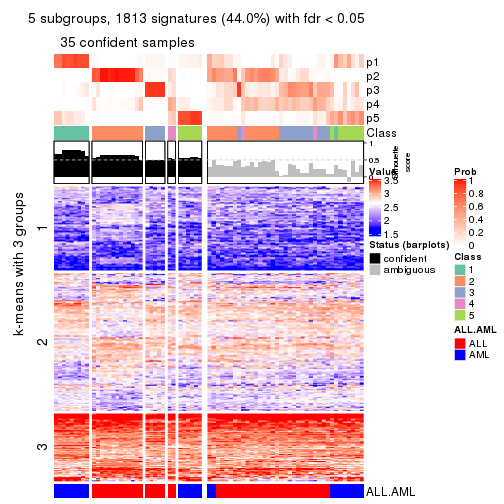 5 subgroups, 1813 signatures (44.0%) with fdr < 0.05
35 confident samples
p1
p2
p3
p4
p5
Class
1
0.5
0
silhouette
score
k-means with 3 groups
1
2
3
ALL.AML
Value
3.5
3
2.5
2
1.5
Status (barplots)
confident
ambiguous
Prob
1
0.8
0.6
0.4
0.2
0
Class
1
2
3
4
5
ALL.AML
ALL
AML